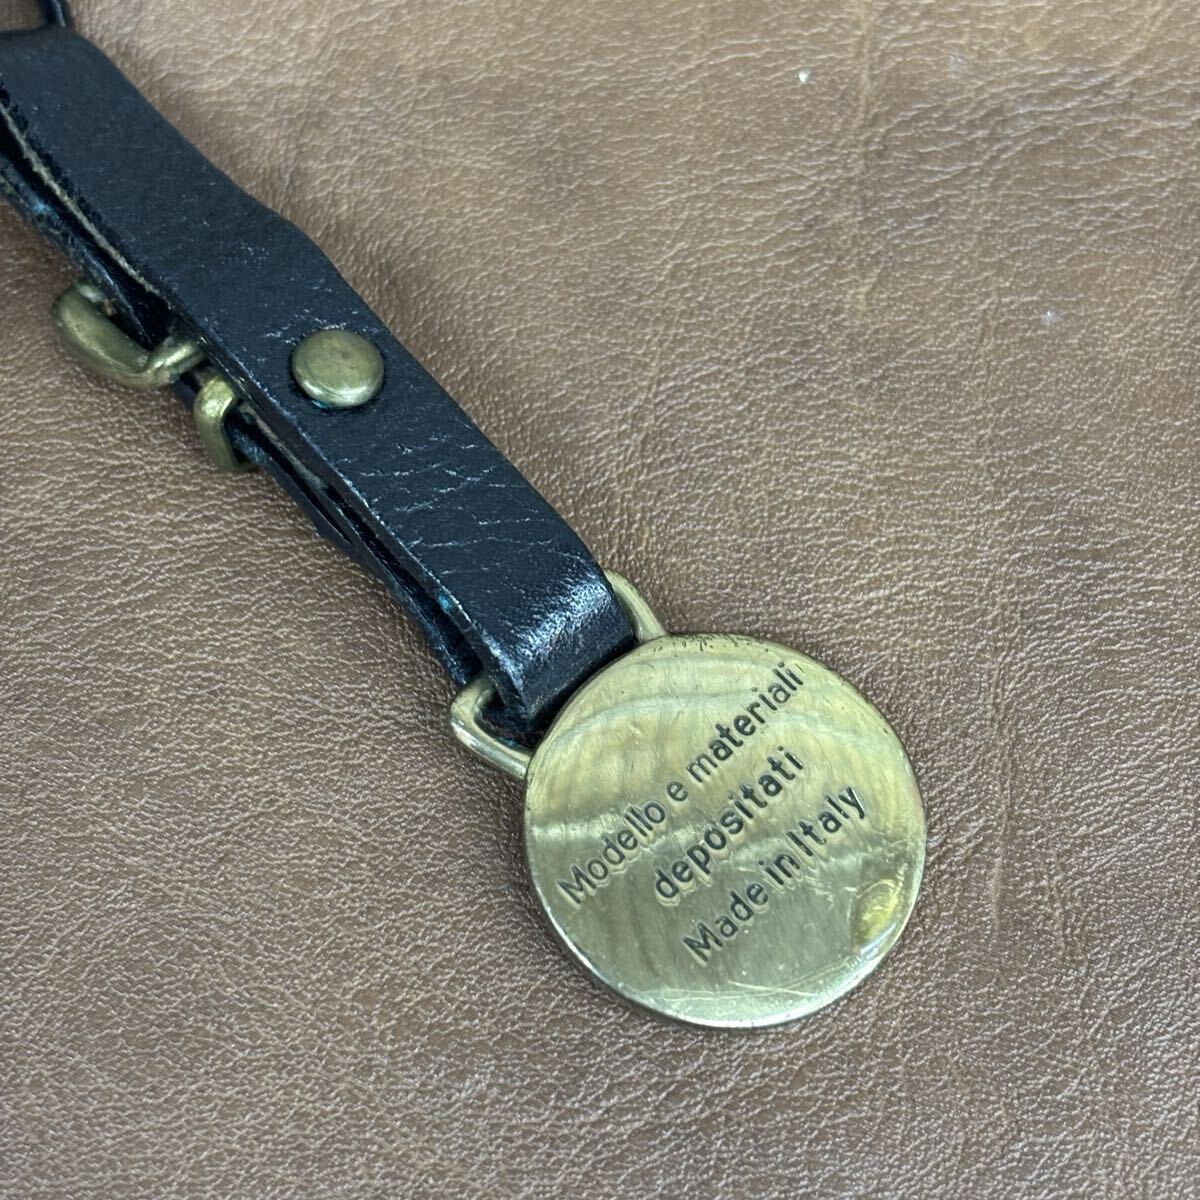 Modello e materiali
depositati
Made in Italy